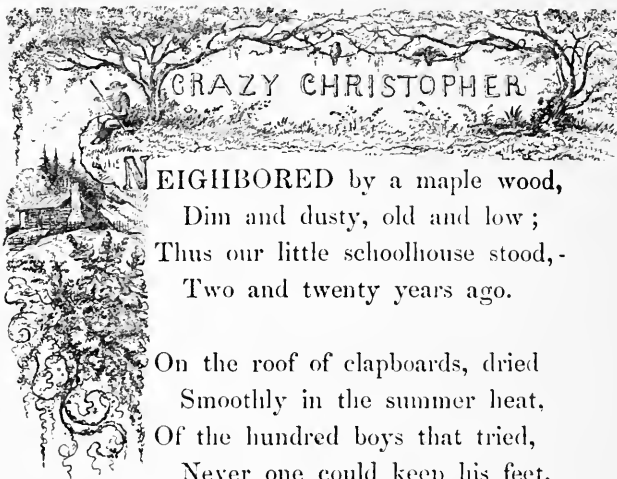 CRAZY CHRISTOPHER
NEIGHBORED by a maple wood,
Dim and dusty, old and low;
Thus our little schoolhouse stood,-
Two and twenty years ago.
On the roof of clapboards, dried
Smoothly in the summer heat,
Of the hundred boys that tried,
Never one could keep his feet.